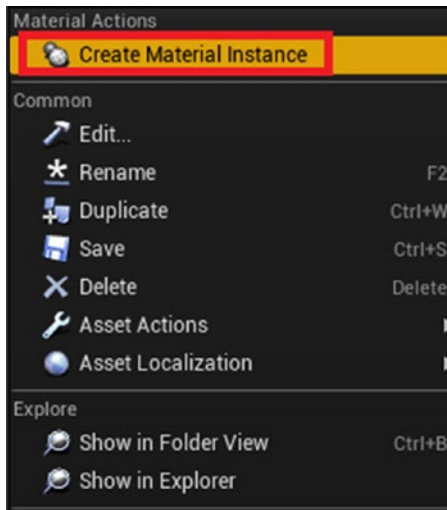 Material Actions
Create Material Instance
Common
Edit...
Rename F2
Duplicate Ctrl+W
Save Ctrl+S
Delete Delete
Asset Actions
Asset Localization
Explore
Show in Folder View Ctrl+B
Show in Explorer